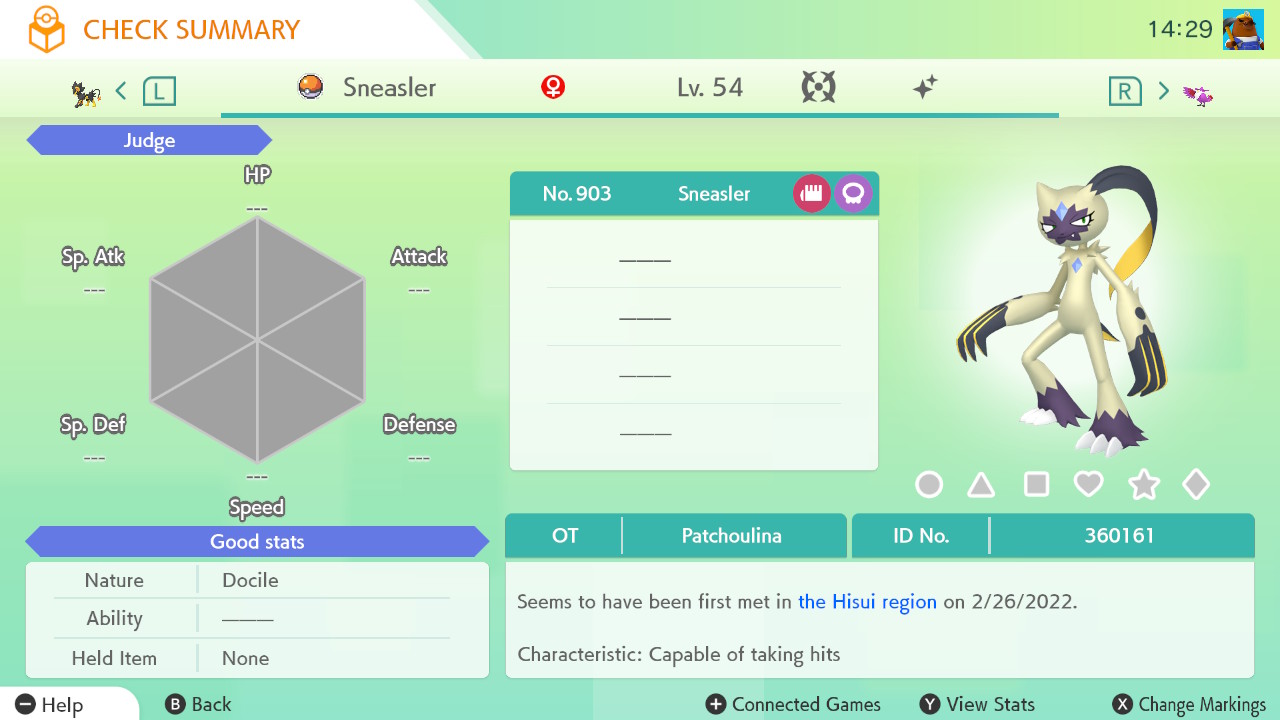 CHECK SUMMARY
14:29
L
Sneasler
Lv. 54
R
Judge
HP
---
Sp. Atk
---
Attack
---
Sp. Def
---
Defense
---
---
Speed
No. 903 Sneasler
———
———
———
———
Good stats
Nature Docile
Ability ———
Held Item None
OT Patchoulina
ID No. 360161
Seems to have been first met in the Hisui region on 2/26/2022.
Characteristic: Capable of taking hits
Help
B Back
Connected Games
Y View Stats
X Change Markings